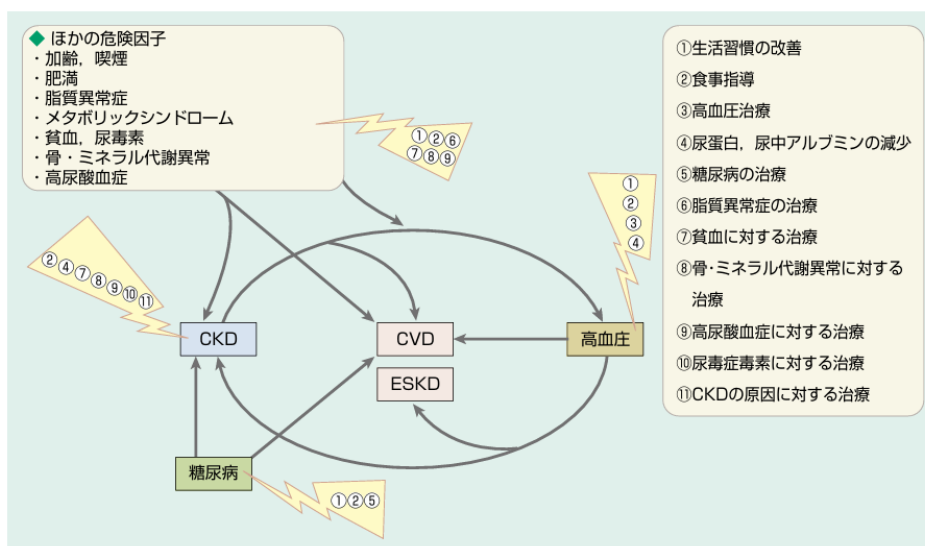 ◆ ほかの危険因子
・加齢，喫煙
・肥満
・脂質異常症
・メタボリックシンドローム
・貧血，尿毒素
・骨・ミネラル代謝異常
・高尿酸血症
①②⑥
⑦⑧⑨
①
②
③
④
②④⑦⑧⑨⑩⑪
CKD
CVD
高血圧
ESKD
糖尿病
①②⑤
①生活習慣の改善
②食事指導
③高血圧治療
④尿蛋白，尿中アルブミンの減少
⑤糖尿病の治療
⑥脂質異常症の治療
⑦貧血に対する治療
⑧骨・ミネラル代謝異常に対する
治療
⑨高尿酸血症に対する治療
⑩尿毒症毒素に対する治療
⑪CKDの原因に対する治療